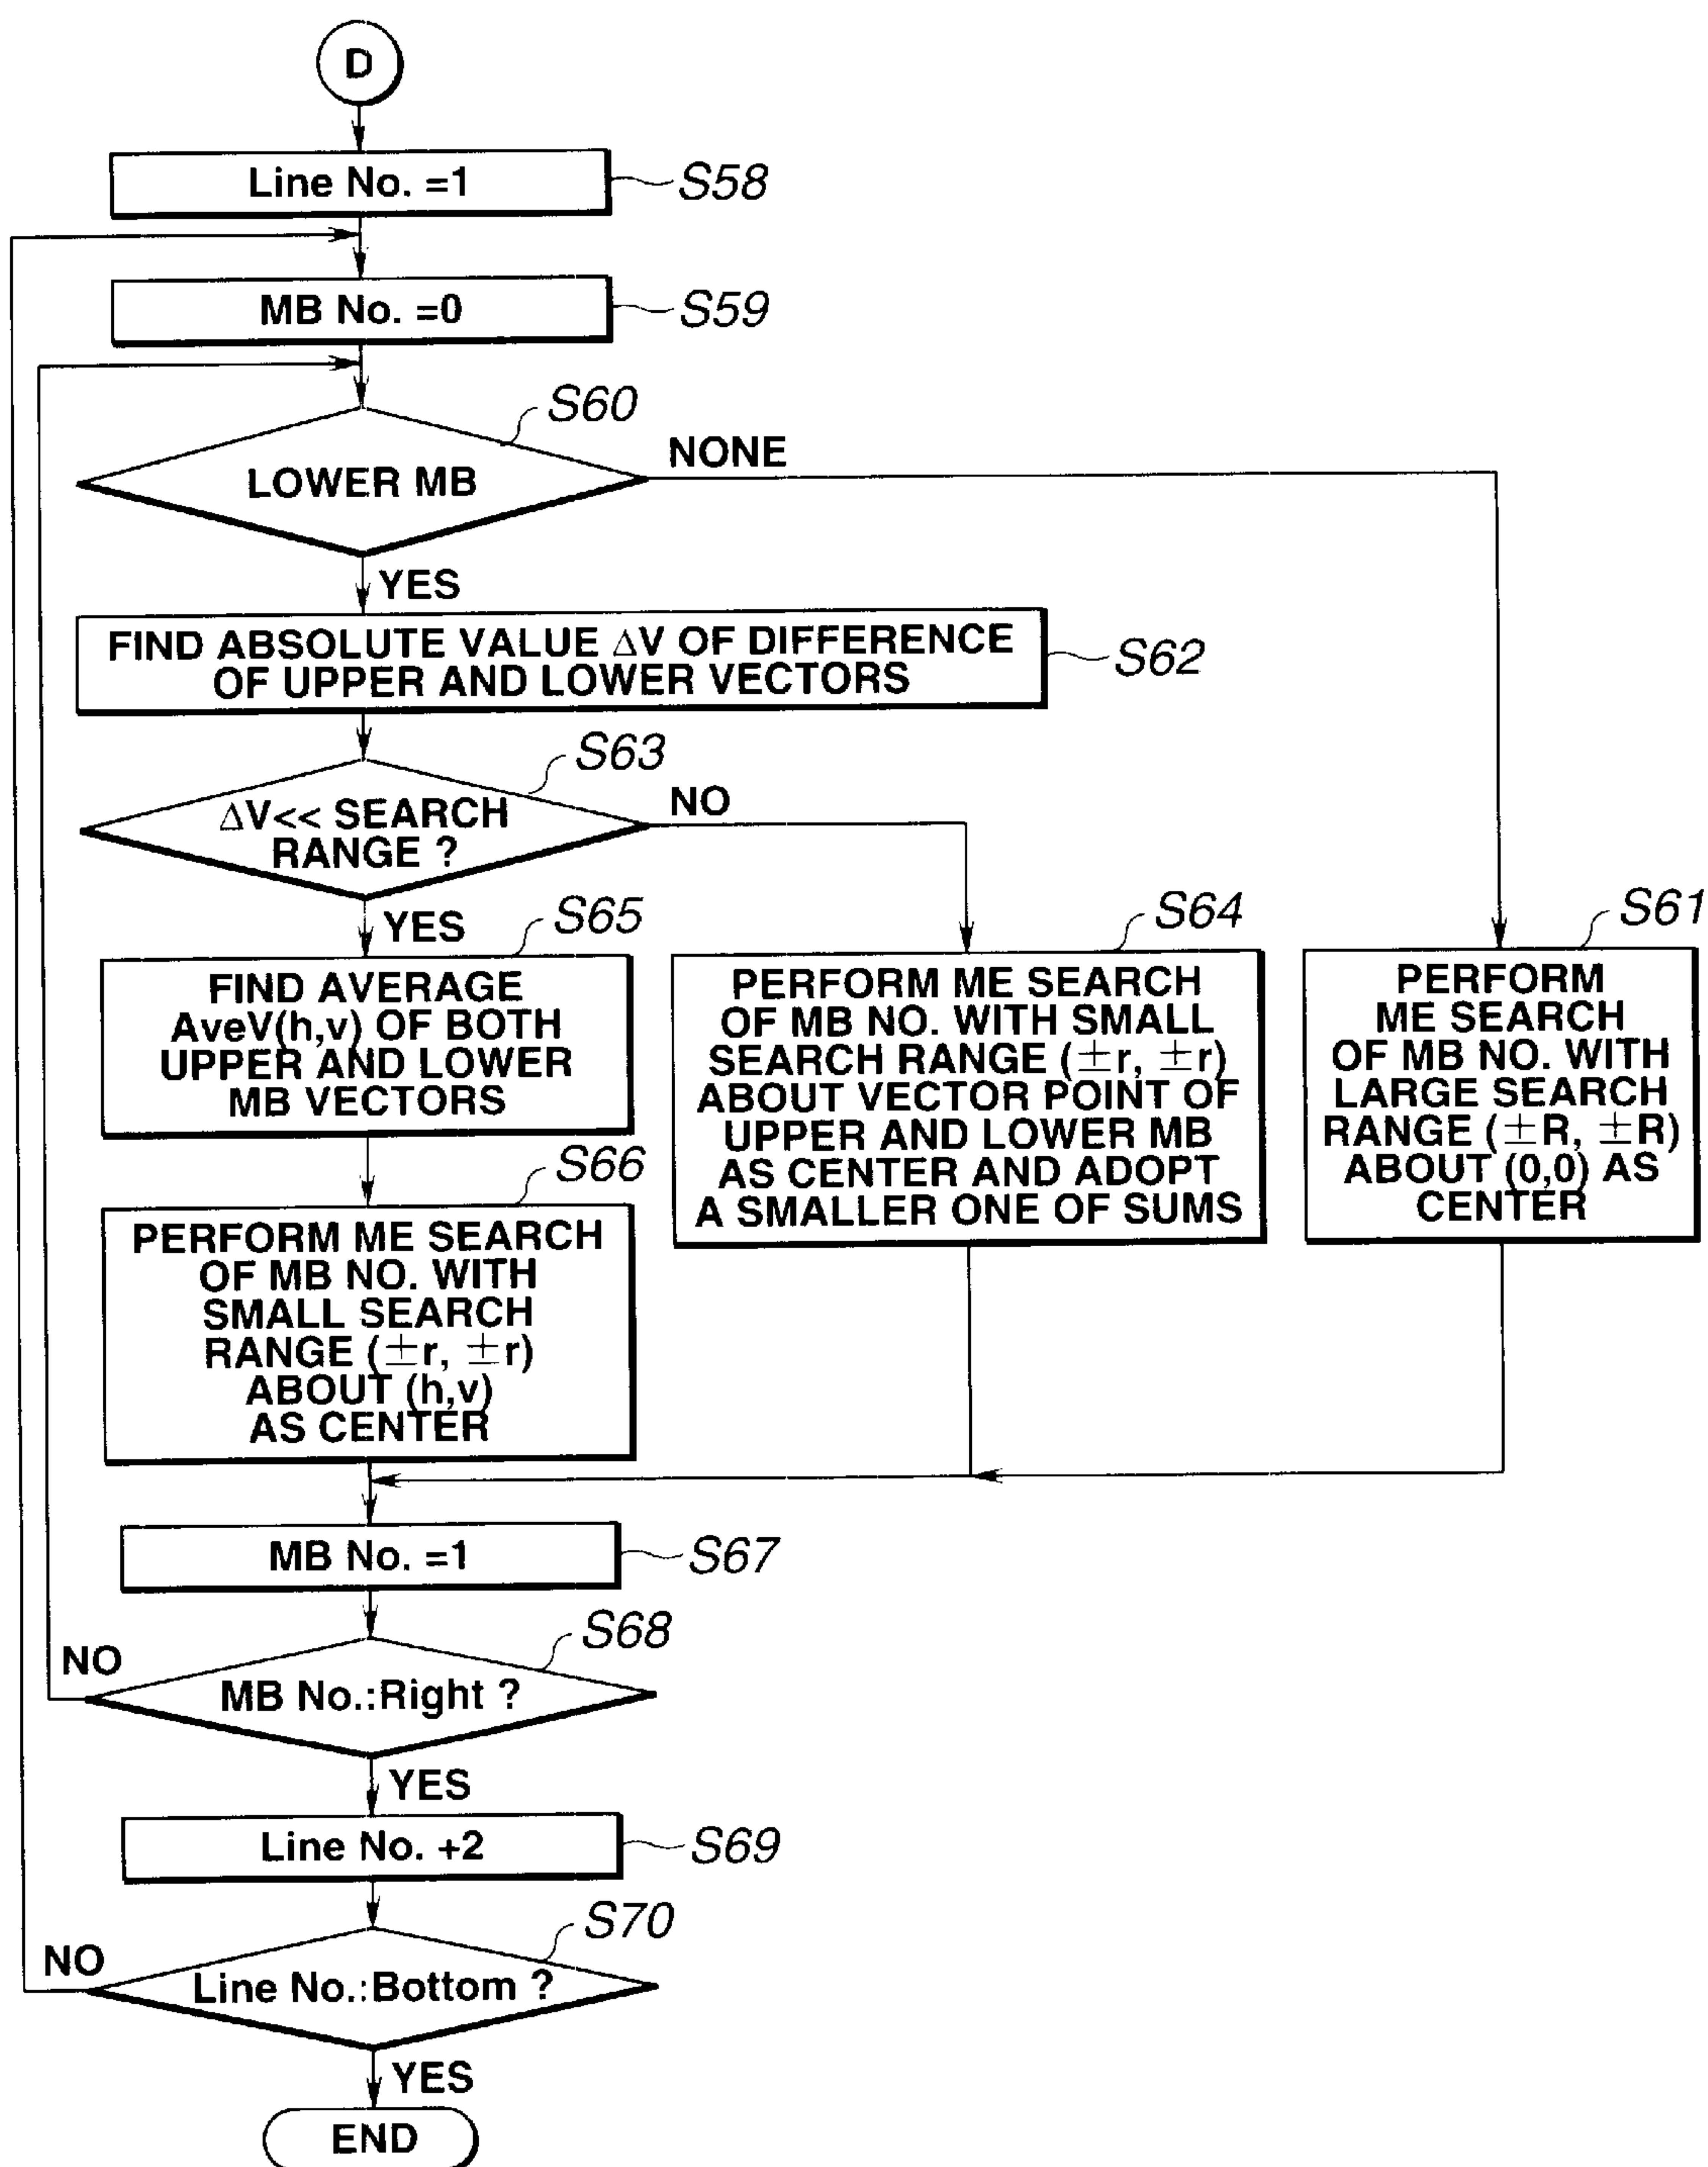 D
Line No. =1
S58
MB No. =0
S59
S60
LOWER MB
NONE
YES
FIND ABSOLUTE VALUE ΔV OF DIFFERENCE
OF UPPER AND LOWER VECTORS
S62
S63
ΔV<< SEARCH
RANGE ?
NO
YES
S65
FIND AVERAGE
AveV(h,v) OF BOTH
UPPER AND LOWER
MB VECTORS
S64
PERFORM ME SEARCH
OF MB NO. WITH SMALL
SEARCH RANGE (±r, ±r)
ABOUT VECTOR POINT OF
UPPER AND LOWER MB
AS CENTER AND ADOPT
A SMALLER ONE OF SUMS
S61
PERFORM
ME SEARCH
OF MB NO. WITH
LARGE SEARCH
RANGE (±R, ±R)
ABOUT (0,0) AS
CENTER
S66
PERFORM ME SEARCH
OF MB NO. WITH
SMALL SEARCH
RANGE (±r, ±r)
ABOUT (h,v)
AS CENTER
MB No. =1
S67
S68
NO
MB No.:Right ?
YES
Line No. +2
S69
S70
NO
Line No.:Bottom ?
YES
END